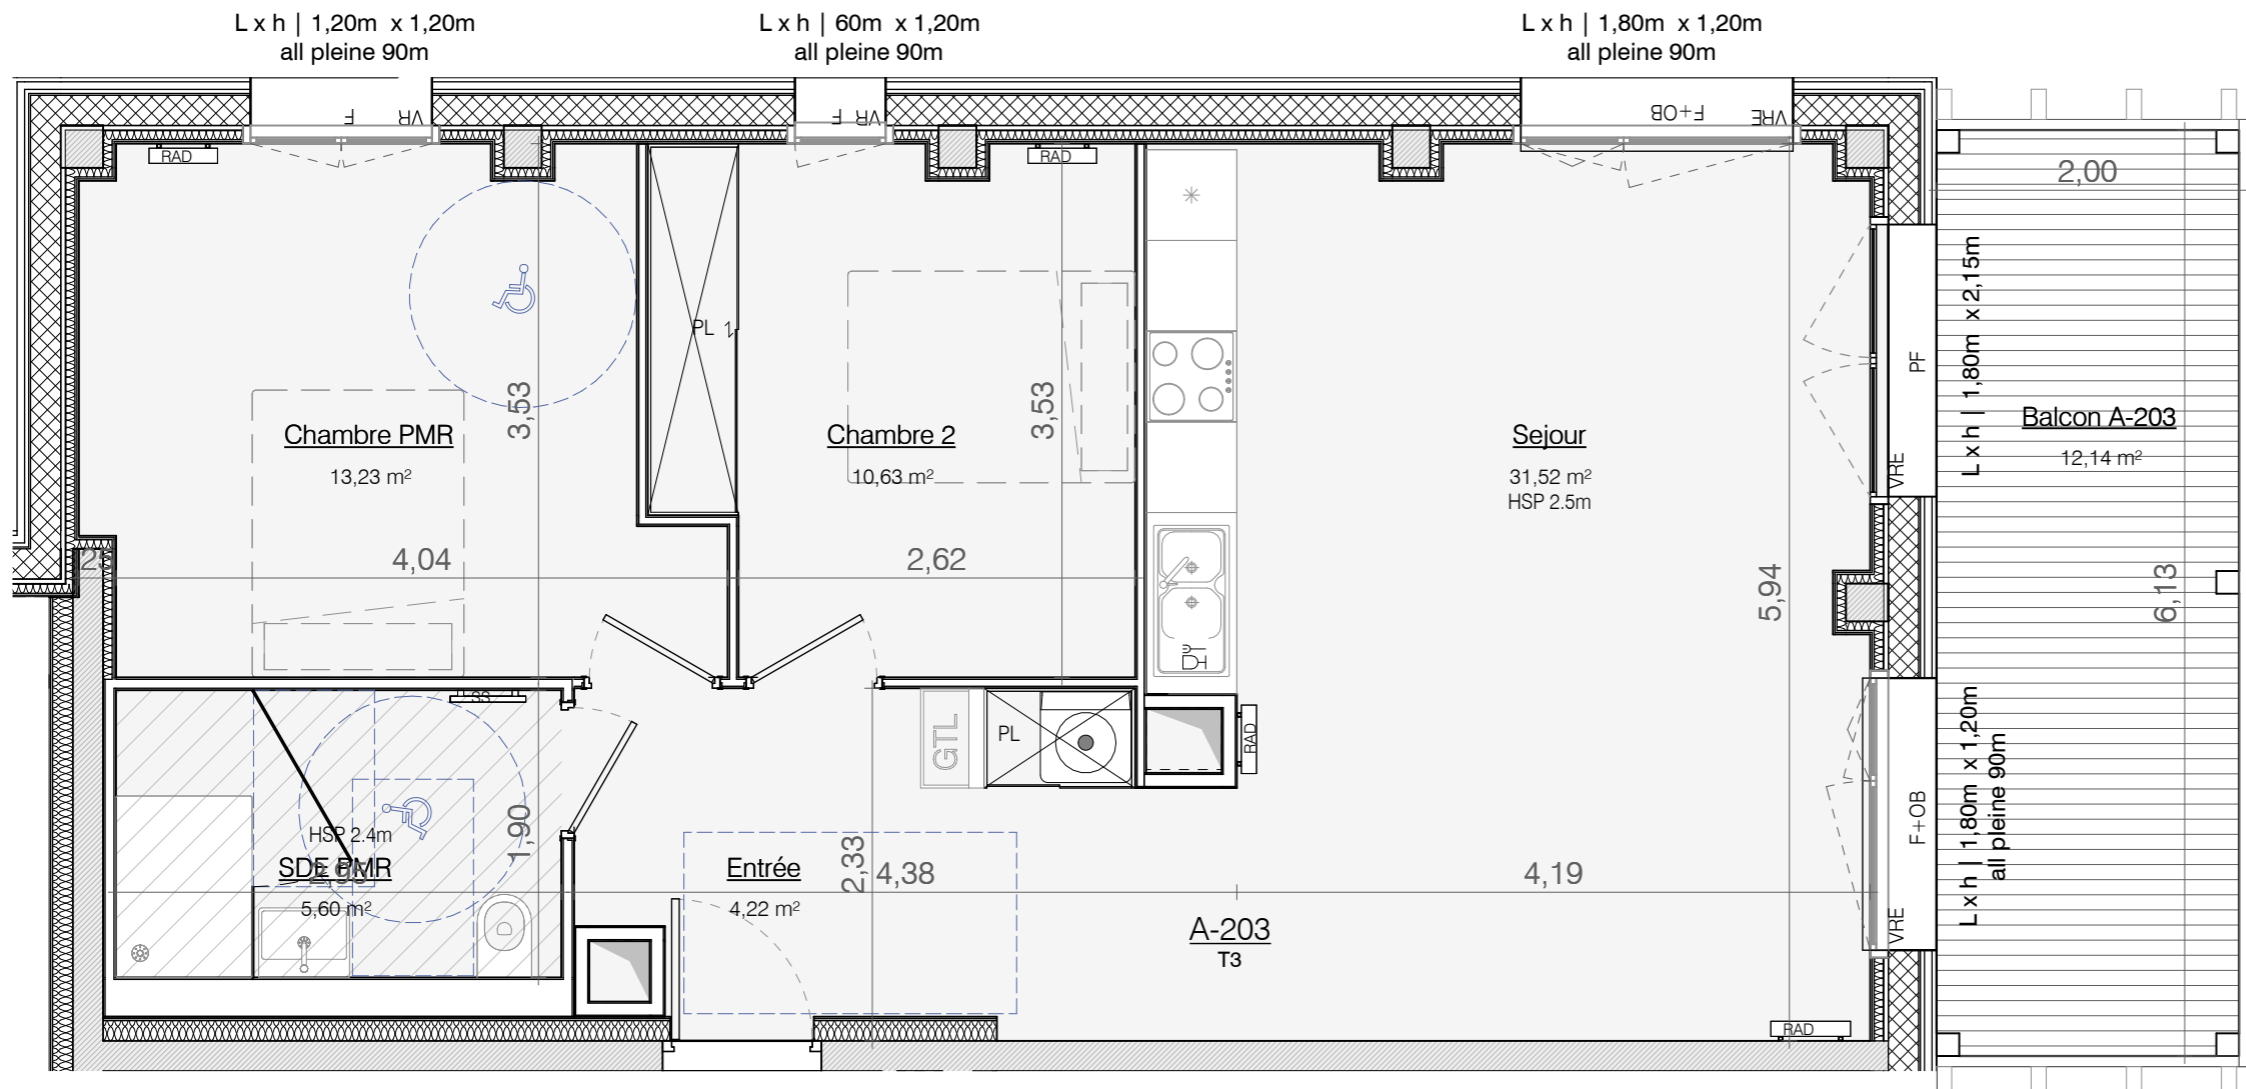 L x h | 1,20m x 1,20m
all pleine 90m
L x h | 60m x 1,20m
all pleine 90m
L x h | 1,80m x 1,20m
all pleine 90m
F
VR
F
VR
F+OB
VRE
RAD
RAD
2,00
PL
3,53
3,53
Chambre PMR
13,23 m²
Chambre 2
10,63 m²
Sejour
31,52 m²
HSP 2.5m
PF
VRE
L x h | 1,80m x 2,15m
Balcon A-203
12,14 m²
25
4,04
2,62
5,94
6,13
SS
GTL
PL
RAD
HSP 2.4m
SDE PMR
2,95
5,60 m²
1,90
Entrée
4,22 m²
2,33
4,38
4,19
A-203
T3
F+OB
VRE
L x h | 1,80m x 1,20m
all pleine 90m
RAD